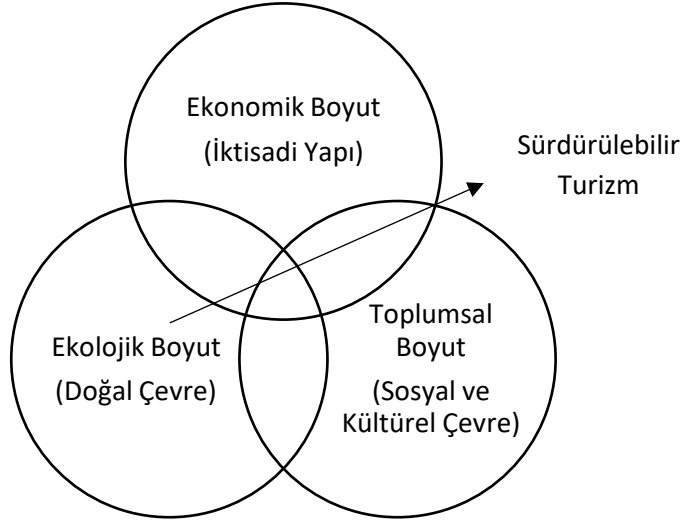 Ekonomik Boyut
(İktisadi Yapı)
Sürdürülebilir
Turizm
Ekolojik Boyut
(Doğal Çevre)
Toplumsal
Boyut
(Sosyal ve
Kültürel Çevre)